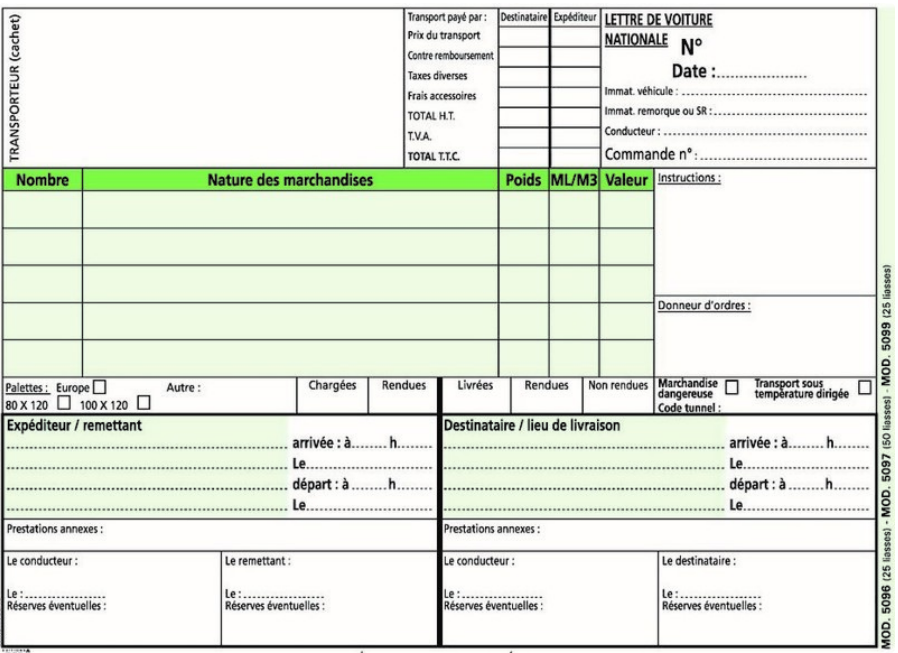 TRANSPORTEUR (cachet)
Transport payé par : Destinataire Expéditeur
Prix du transport
Contre remboursement
Taxes diverses
Frais accessoires
TOTAL H.T.
T.V.A.
TOTAL T.T.C.
LETTRE DE VOITURE
NATIONALE N°
Date :....................
Immat. véhicule : ....................
Immat. remorque ou SR : ....................
Conducteur : ....................
Commande n° : ....................
Nombre Nature des marchandises Poids ML/M3 Valeur
Instructions :
Donneur d'ordres :
Palettes : Europe Autre :
80 X 120 100 X 120
Chargées Rendues
Livrées Rendues Non rendues
Marchandise
dangereuse
Code tunnel :
Transport sous
température dirigée
Expéditeur / remettant
arrivée : à........h........
Le....................
départ : à........h........
Le....................
Destinataire / lieu de livraison
arrivée : à........h........
Le....................
départ : à........h........
Le....................
Prestations annexes :
Prestations annexes :
Le conducteur :
Le : ....................
Réserves éventuelles :
Le remettant :
Le : ....................
Réserves éventuelles :
Le conducteur :
Le : ....................
Réserves éventuelles :
Le destinataire :
Le : ....................
Réserves éventuelles :
MOD. 5096 (25 liasses) - MOD. 5097 (50 liasses) - MOD. 5099 (25 liasses)